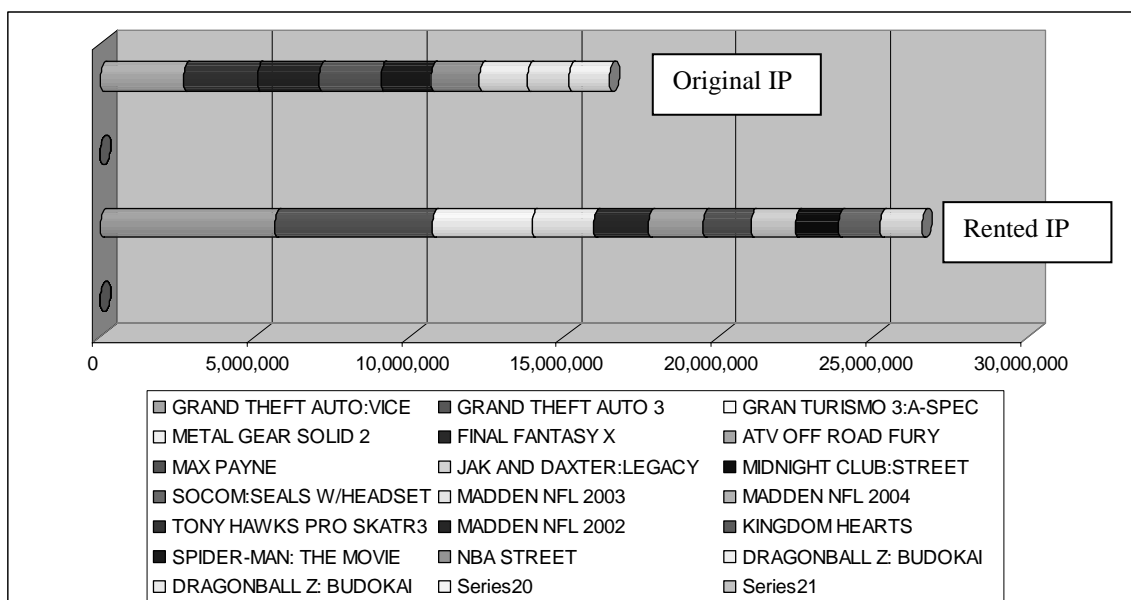 Original IP
Rented IP
0 5,000,000 10,000,000 15,000,000 20,000,000 25,000,000 30,000,000
GRAND THEFT AUTO:VICE GRAND THEFT AUTO 3 GRAN TURISMO 3:A-SPEC
METAL GEAR SOLID 2 FINAL FANTASY X ATV OFF ROAD FURY
MAX PAYNE JAK AND DAXTER:LEGACY MIDNIGHT CLUB:STREET
SOCOM:SEALS W/HEADSET MADDEN NFL 2003 MADDEN NFL 2004
TONY HAWKS PRO SKATR3 MADDEN NFL 2002 KINGDOM HEARTS
SPIDER-MAN: THE MOVIE NBA STREET DRAGONBALL Z: BUDOKAI
DRAGONBALL Z: BUDOKAI Series20 Series21